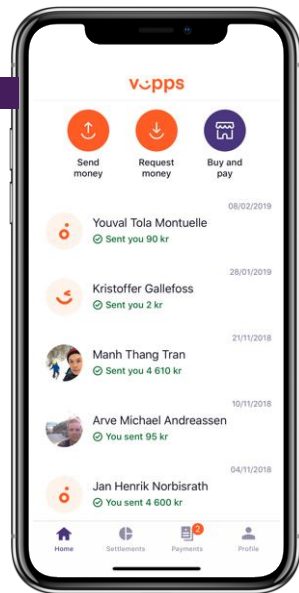 vipps
Send money
Request money
Buy and pay
08/02/2019
Youval Tola Montuelle
Sent you 90 kr
28/01/2019
Kristoffer Gallefoss
Sent you 2 kr
21/11/2018
Manh Thang Tran
Sent you 4 610 kr
10/11/2018
Arve Michael Andreassen
You sent 95 kr
04/11/2018
Jan Henrik Norbisrath
You sent 4 600 kr
2
Home
Settlements
Payments
Profile